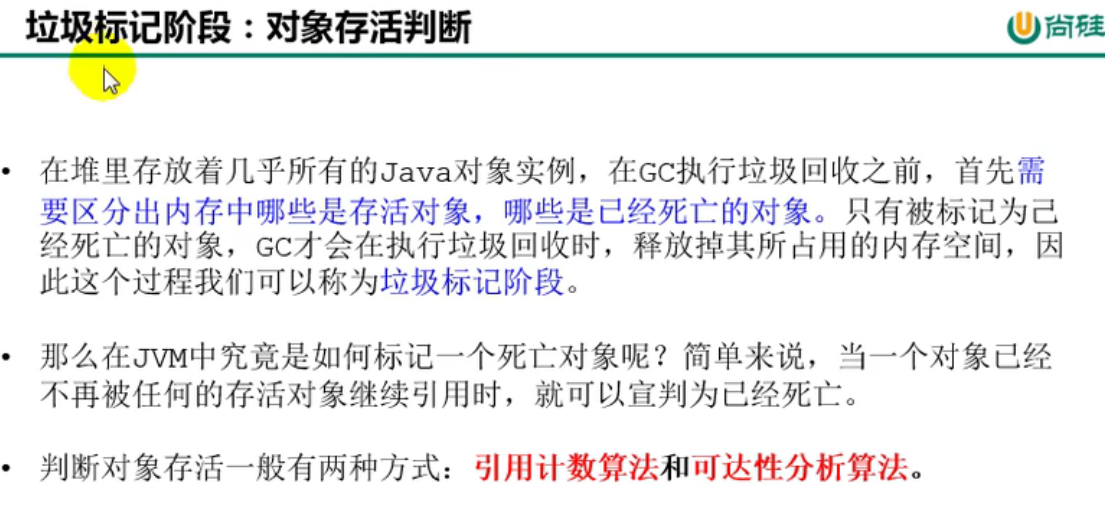 垃圾标记阶段：对象存活判断
尚硅
• 在堆里存放着几乎所有的Java对象实例，在GC执行垃圾回收之前，首先需
要区分出内存中哪些是存活对象，哪些是已经死亡的对象。只有被标记为己
经死亡的对象，GC才会在执行垃圾回收时，释放掉其所占用的内存空间，因
此这个过程我们可以称为垃圾标记阶段。
• 那么在JVM中究竟是如何标记一个死亡对象呢？简单来说，当一个对象已经
不再被任何的存活对象继续引用时，就可以宣判为已经死亡。
• 判断对象存活一般有两种方式：引用计数算法和可达性分析算法。